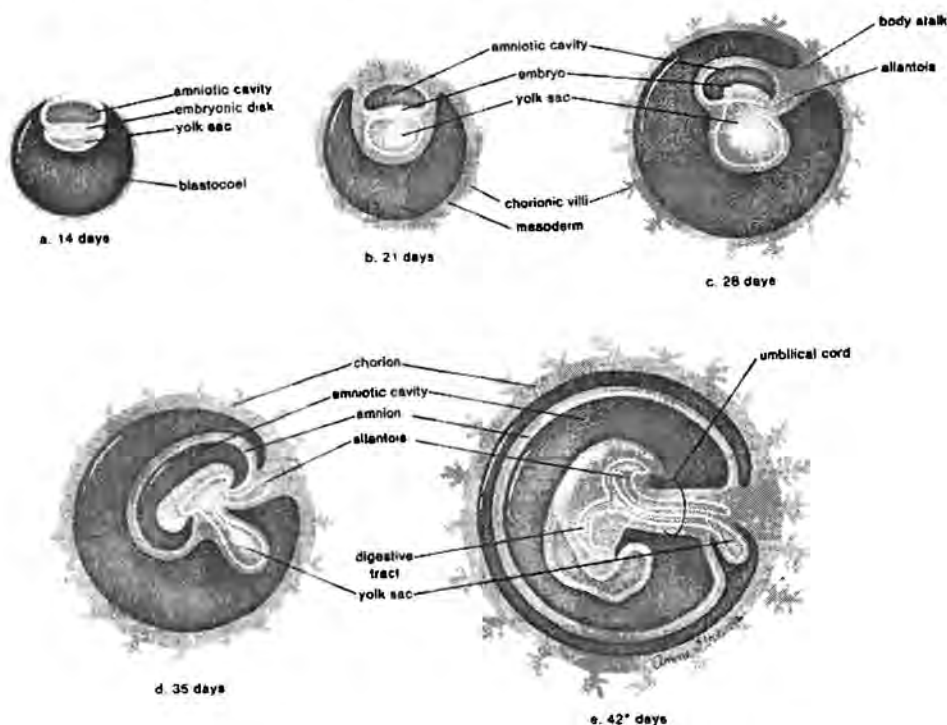 amniotic cavity
embryonic disk
yolk sac
blastocoel
a. 14 days
amniotic cavity
embryo
yolk sac
chorionic villi
mesoderm
b. 21 days
body stalk
allantois
c. 28 days
chorion
amniotic cavity
amnion
allantois
digestive
tract
yolk sac
d. 35 days
umbilical cord
e. 42+ days